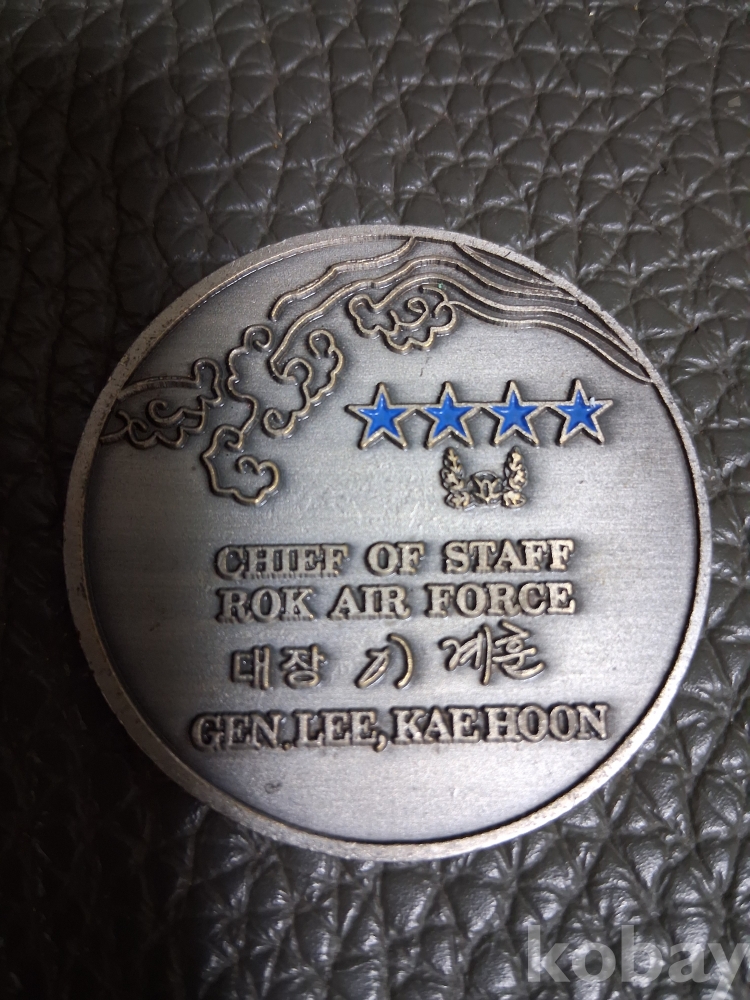 CHIEF OF STAFF
ROK AIR FORCE
대장 이계훈
GEN. LEE, KAE HOON
kobay